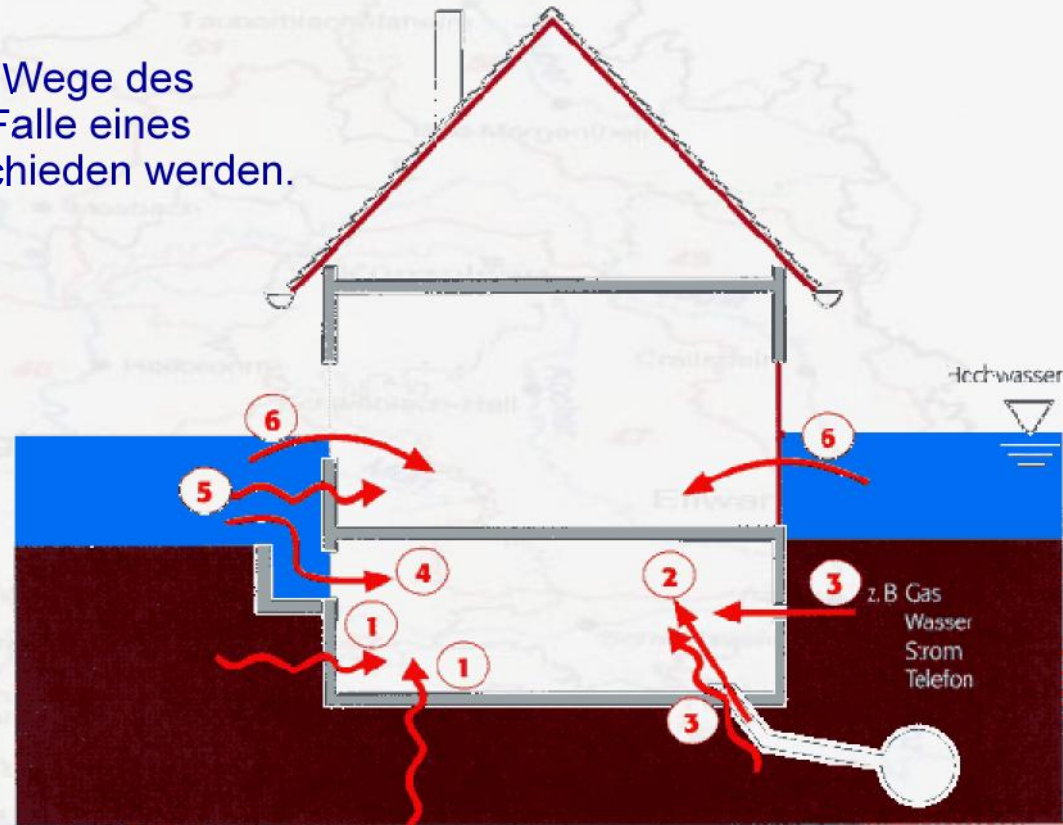 Wege des
Falle eines
chieden werden.
Hochwasser
6
6
5
4
2
3
z.B Gas
Wasser
Strom
Telefon
1
1
3